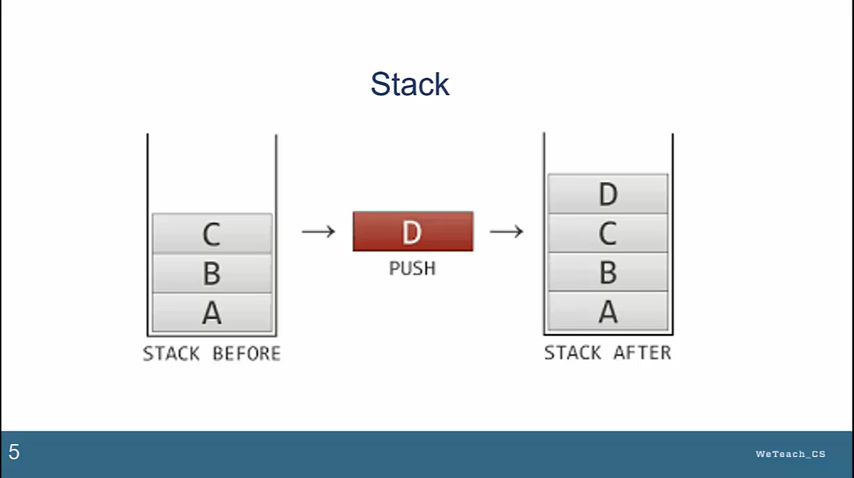 Stack
C
B
A
STACK BEFORE
D
PUSH
D
C
B
A
STACK AFTER
5
WeTeach_CS